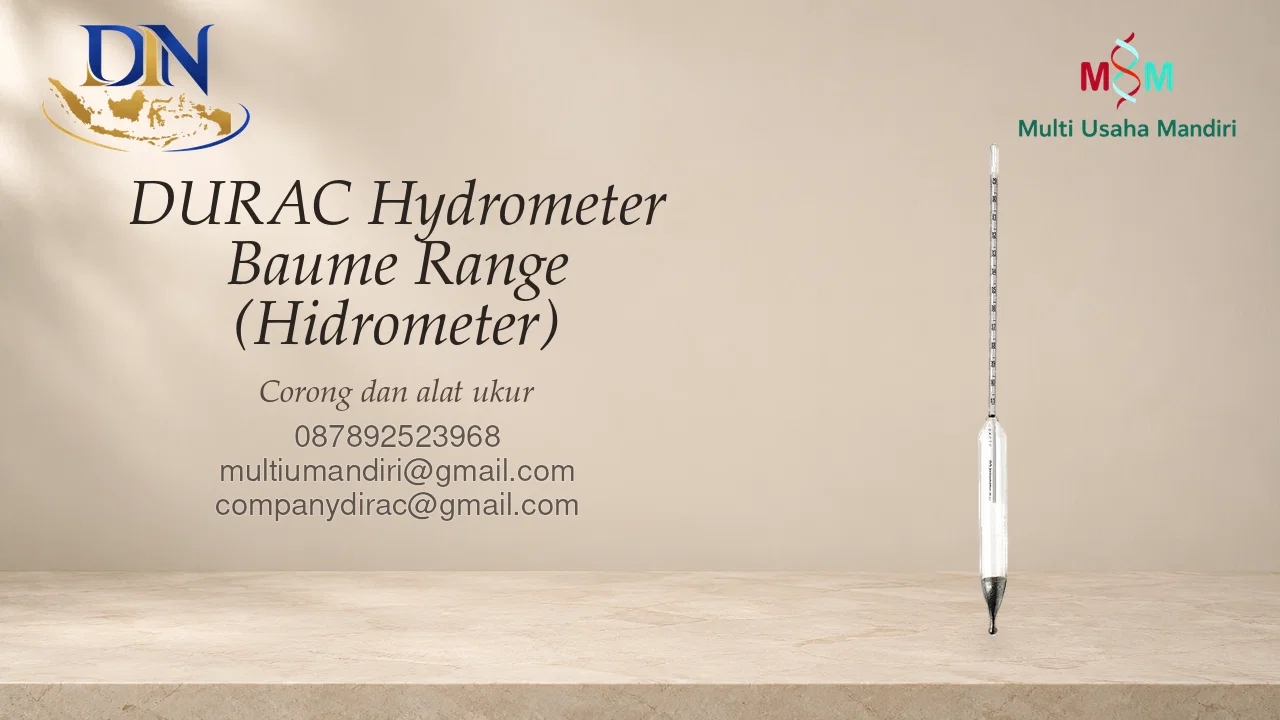 DIN
M M
Multi Usaha Mandiri
DURAC Hydrometer
Baume Range
(Hidrometer)
Corong dan alat ukur
087892523968
multiumandiri@gmail.com
companydirac@gmail.com